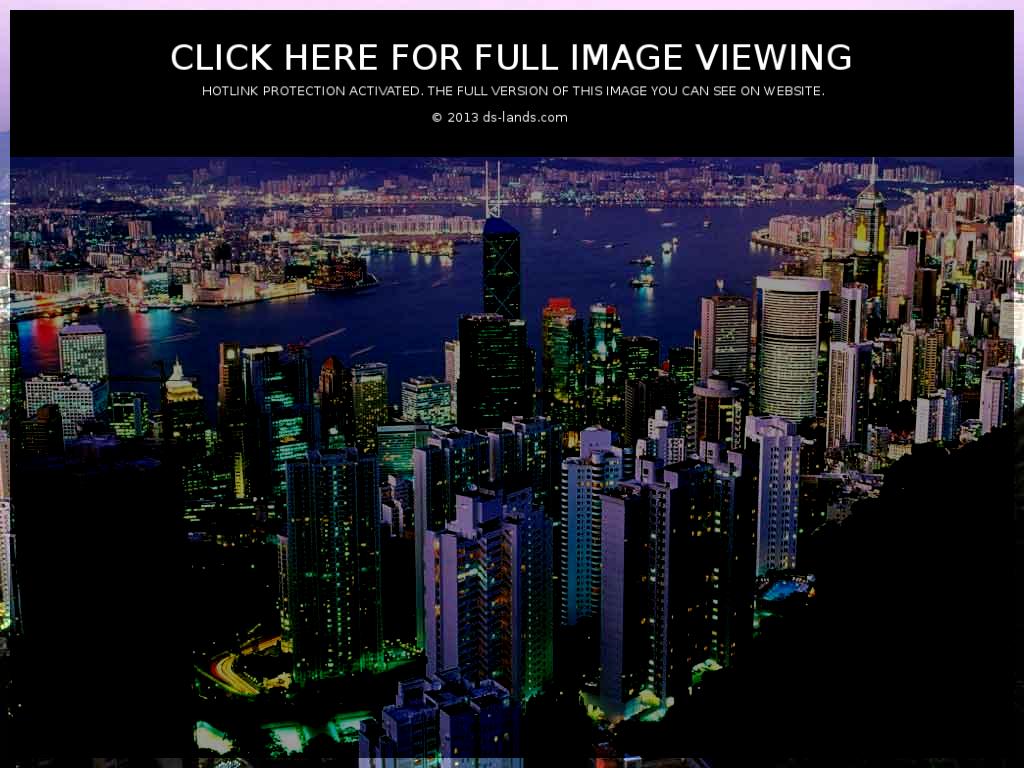 CLICK HERE FOR FULL IMAGE VIEWING
HOTLINK PROTECTION ACTIVATED. THE FULL VERSION OF THIS IMAGE YOU CAN SEE ON WEBSITE.
© 2013 ds-lands.com